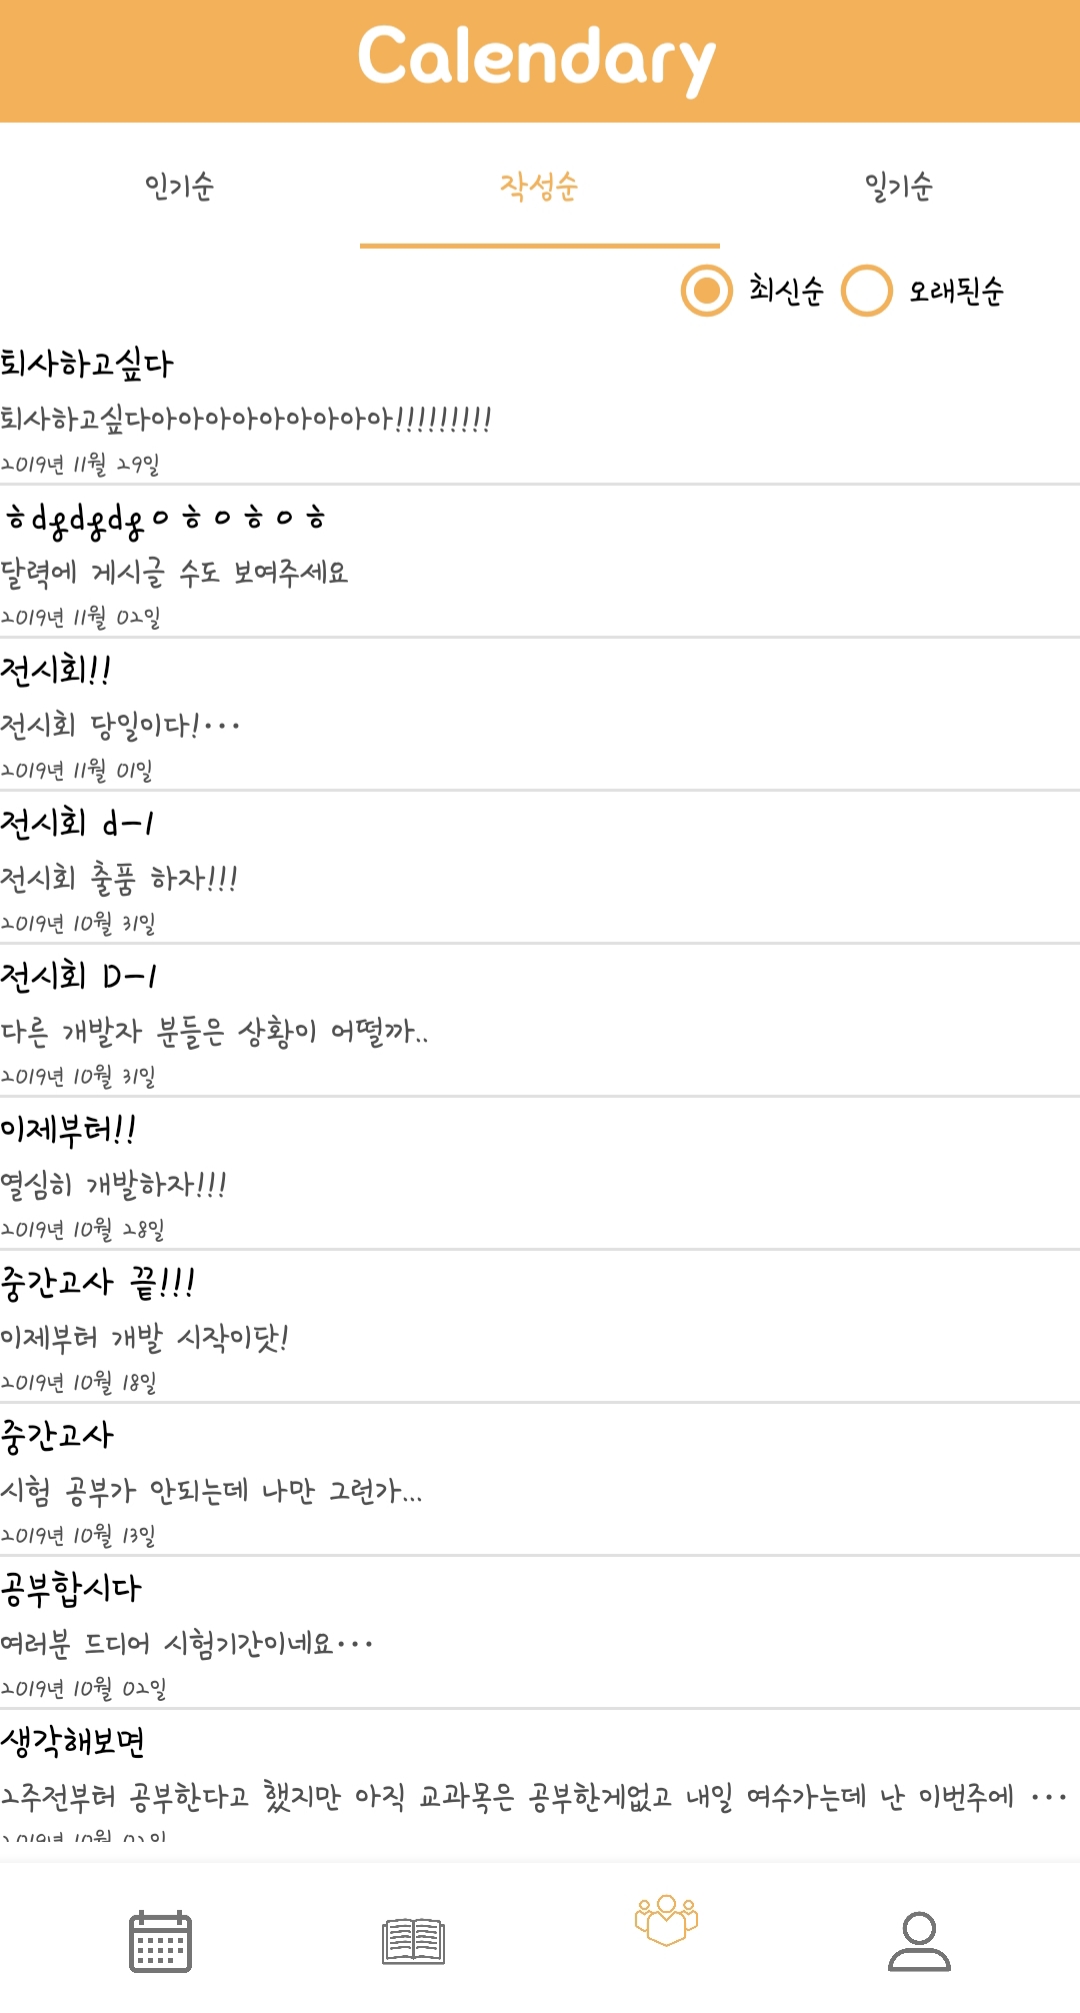 Calendary
인기순 작성순 일기순
최신순 오래된순
퇴사하고싶다
퇴사하고싶다아아아아아아아아아!!!!!!!!!
2019년 11월 29일
ㅎdㅎdㅎdㅎㅇㅎㅇㅎㅇㅎ
달력에 게시글 수도 보여주세요
2019년 11월 02일
전시회!!
전시회 당일이다!···
2019년 11월 01일
전시회 d-1
전시회 출품 하자!!!
2019년 10월 31일
전시회 D-1
다른 개발자 분들은 상황이 어떨까..
2019년 10월 31일
이제부터!!
열심히 개발하자!!!
2019년 10월 28일
중간고사 끝!!!
이제부터 개발 시작이닷!
2019년 10월 18일
중간고사
시험 공부가 안되는데 나만 그런가...
2019년 10월 13일
공부합시다
여러분 드디어 시험기간이네요···
2019년 10월 02일
생각해보면
2주전부터 공부한다고 했지만 아직 교과목은 공부한게없고 내일 여수가는데 난 이번주에 ···